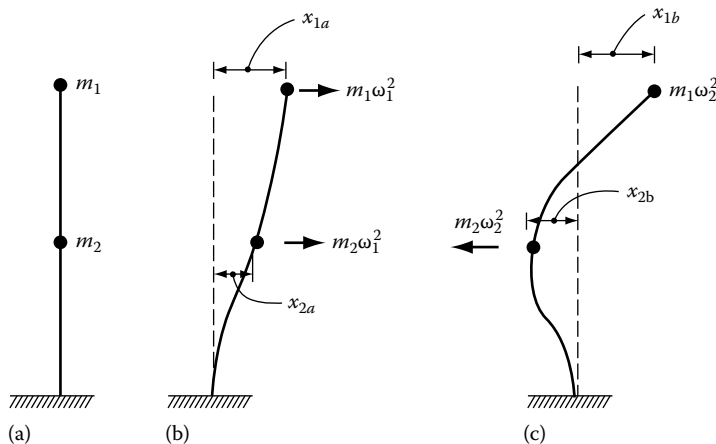 x₁ₐ
x₁b
m₁
m₁ω₁²
m₁ω₂²
x₂b
m₂ω₂²
m₂
m₂ω₁²
x₂ₐ
(a)
(b)
(c)